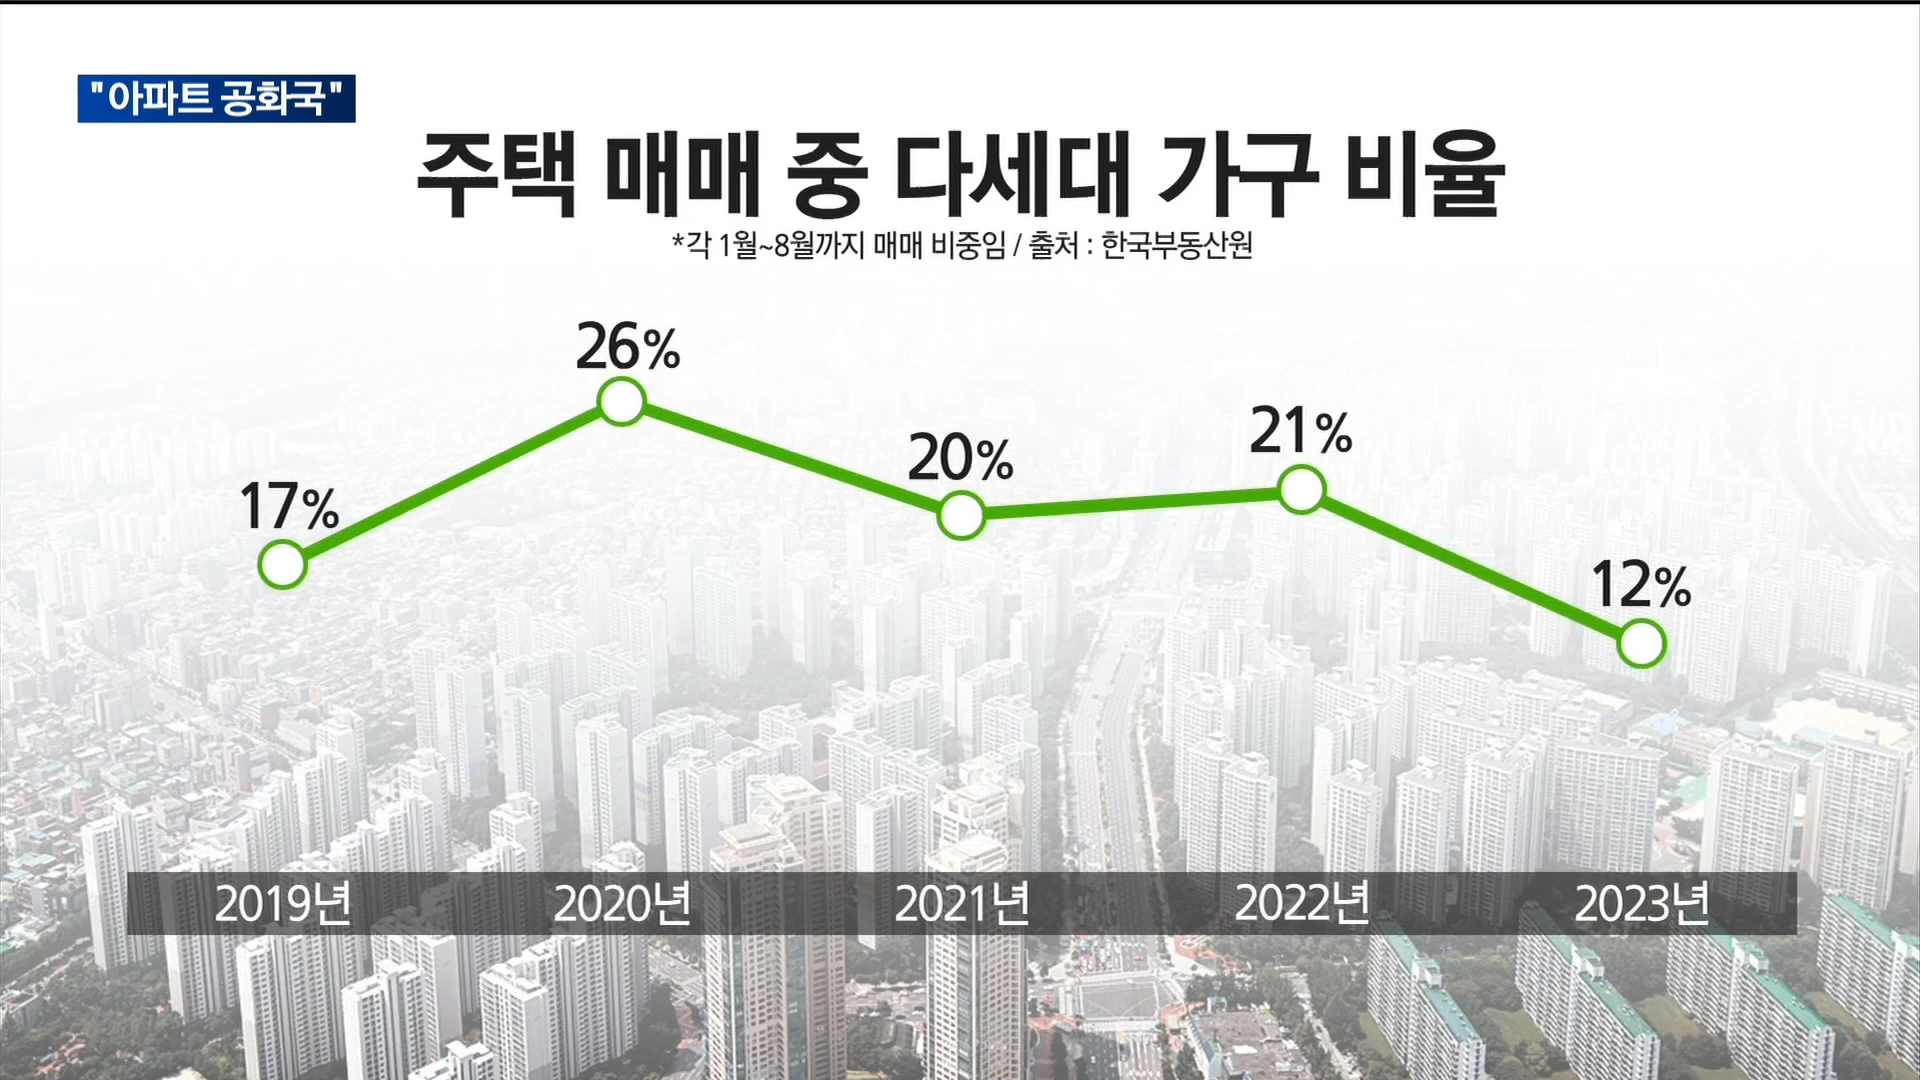 "아파트 공화국"
주택 매매 중 다세대 가구 비율
*각 1월~8월까지 매매 비중임 / 출처 : 한국부동산원
26%
21%
20%
17%
12%
2019년 2020년 2021년 2022년 2023년